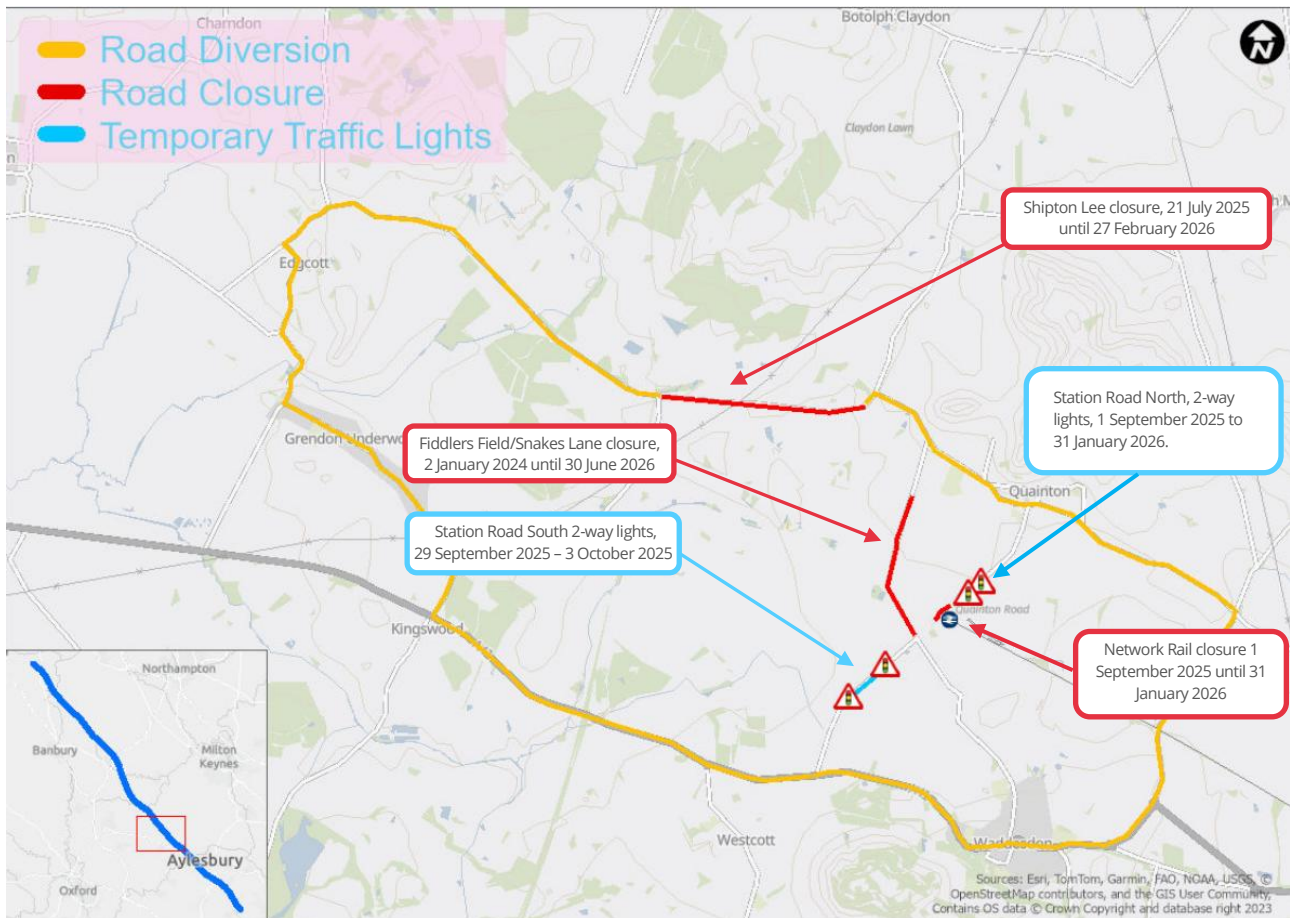 Charndon
Botolph Claydon
N
Road Diversion
Road Closure
Temporary Traffic Lights
Claydon Lawn
Shipton Lee closure, 21 July 2025
until 27 February 2026
Edgcott
Station Road North, 2-way
lights, 1 September 2025 to
31 January 2026.
Grendon Underwoo
Fiddlers Field/Snakes Lane closure,
2 January 2024 until 30 June 2026
Quainton
Station Road South 2-way lights,
29 September 2025 – 3 October 2025
Quainton Road
Kingswood
Network Rail closure 1
September 2025 until 31
January 2026
Northampton
Banbury
Milton
Keynes
Aylesbury
Oxford
Westcott
Waddesdon
Sources: Esri, TomTom, Garmin, FAO, NOAA, USGS, ©
OpenStreetMap contributors, and the GIS User Community,
Contains OS data © Crown Copyright and database right 2023